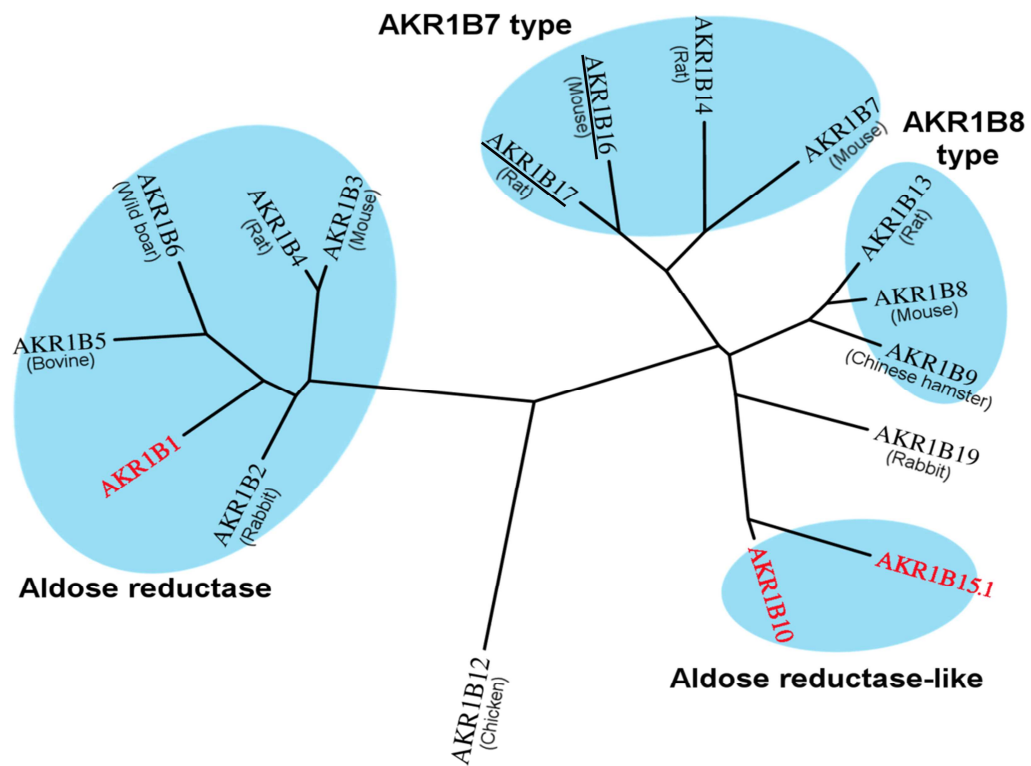 AKR1B7 type
AKR1B14
(Rat)
AKR1B16
(Mouse)
AKR1B7
(Mouse)
AKR1B17
(Rat)
AKR1B8
type
AKR1B13
(Rat)
AKR1B8
(Mouse)
AKR1B9
(Chinese hamster)
AKR1B6
(Wild boar)
AKR1B4
(Rat)
AKR1B3
(Mouse)
AKR1B5
(Bovine)
AKR1B1
AKR1B2
(Rabbit)
Aldose reductase
AKR1B19
(Rabbit)
AKR1B15.1
AKR1B10
Aldose reductase-like
AKR1B12
(Chicken)